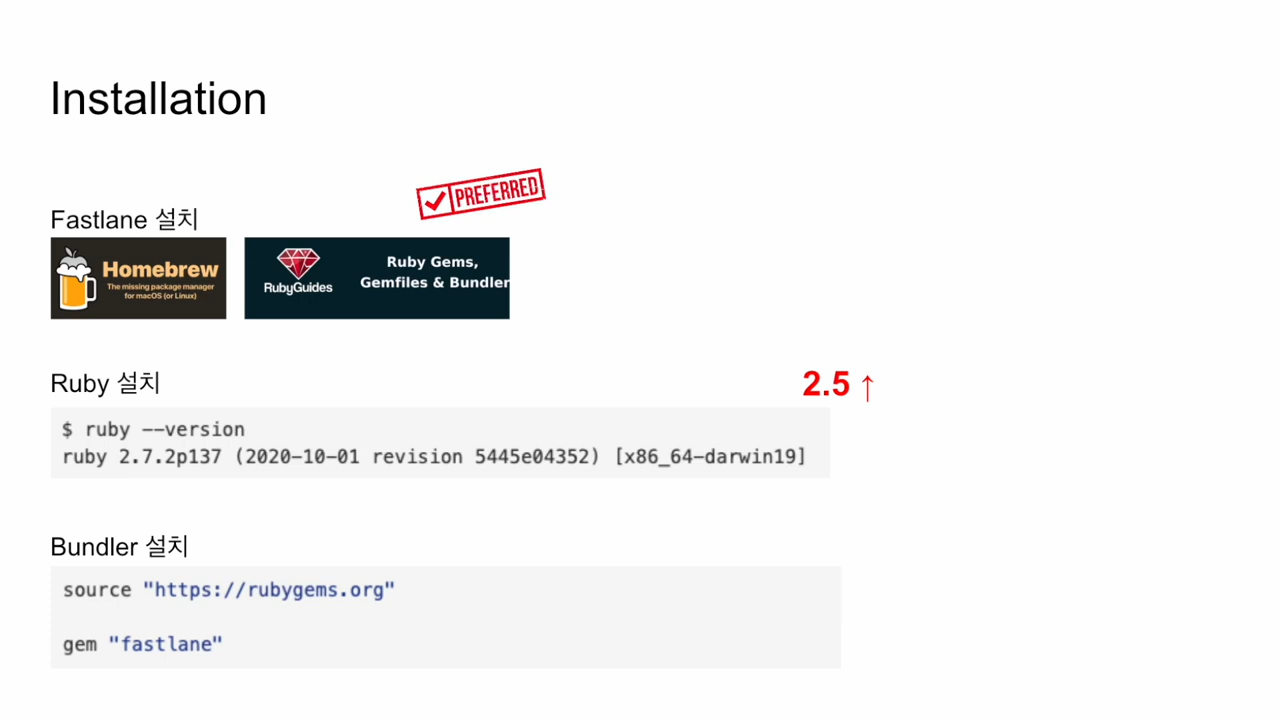 Installation
PREFERRED
Fastlane 설치
Homebrew
The missing package manager
for macOS (or Linux)
RubyGuides
Ruby Gems,
Gemfiles & Bundler
Ruby 설치
2.5 ↑
$ ruby --version
ruby 2.7.2p137 (2020-10-01 revision 5445e04352) [x86_64-darwin19]
Bundler 설치
source "https://rubygems.org"
gem "fastlane"